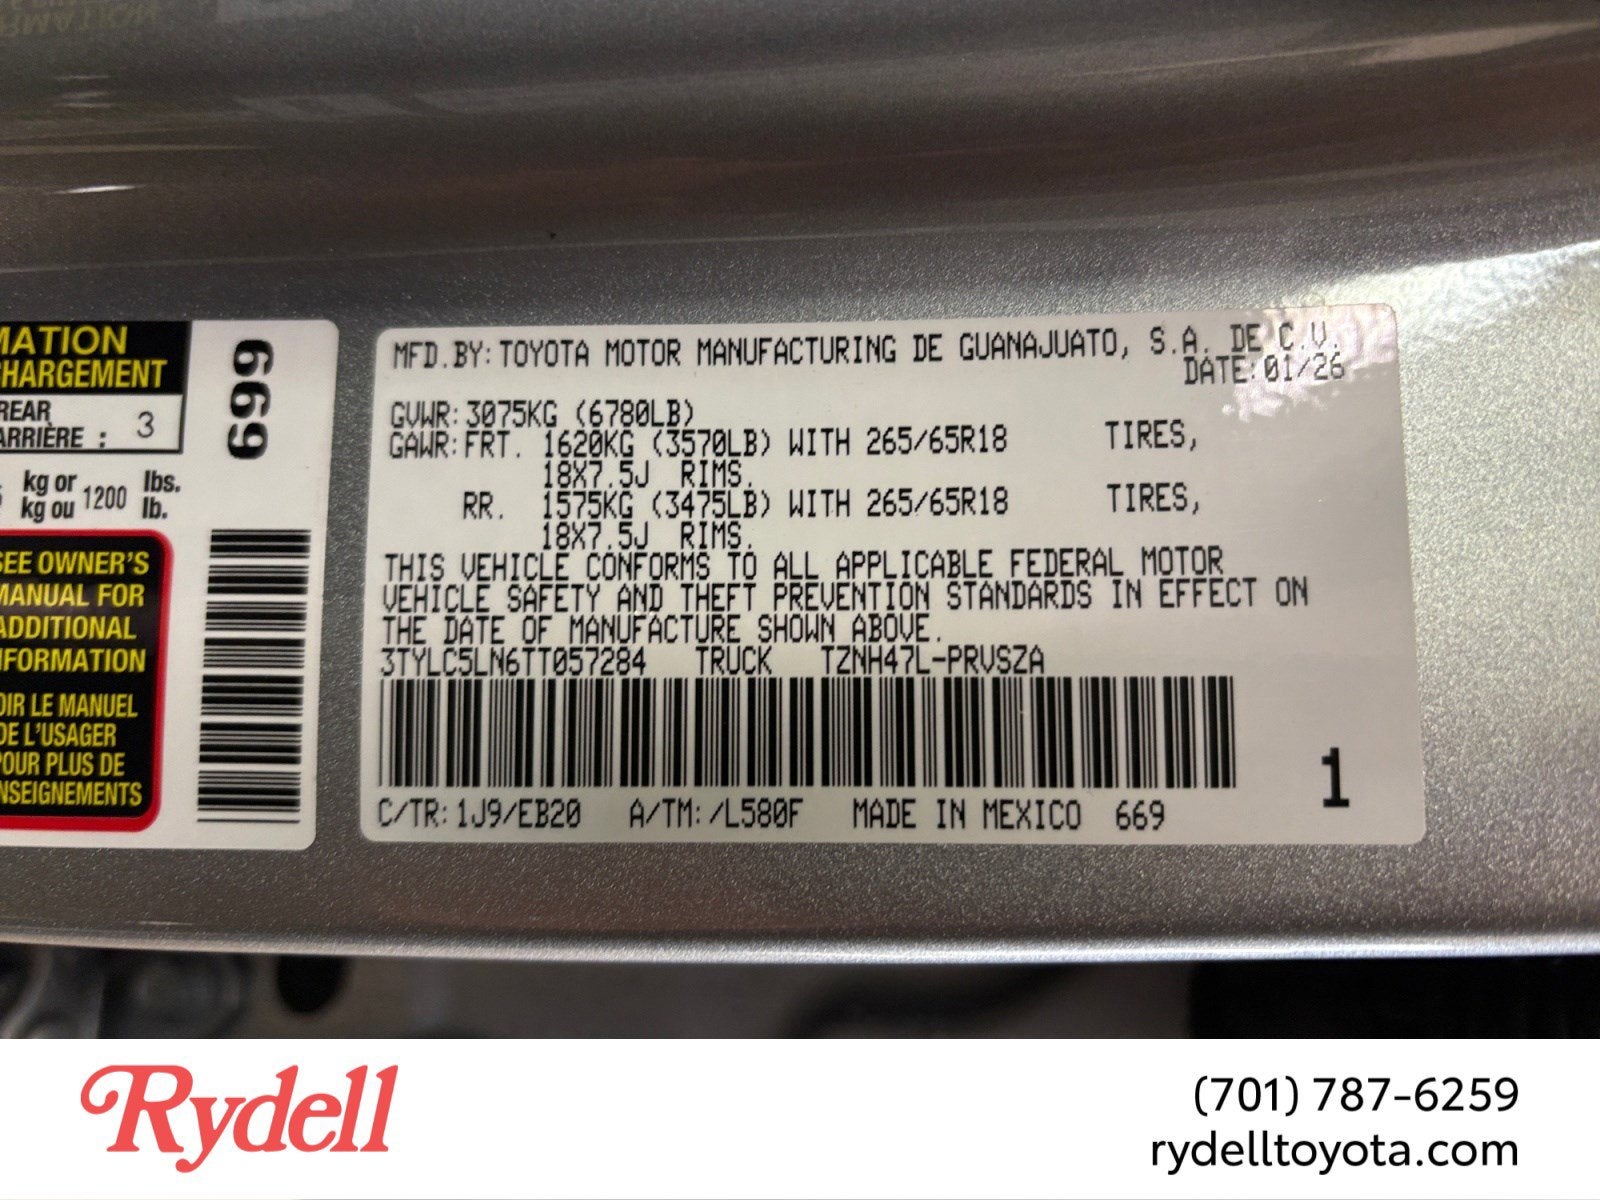 MATION
HARGEMENT
REAR
ARRIÈRE : 3
kg or 1200 lbs.
kg ou lb.
SEE OWNER'S
MANUAL FOR
ADDITIONAL
NFORMATION
OIR LE MANUEL
DE L'USAGER
POUR PLUS DE
NSEIGNEMENTS
699
MFD.BY: TOYOTA MOTOR MANUFACTURING DE GUANAJUATO, S.A. DE C.V.
DATE: 01/26
GVWR: 3075KG (6780LB)
GAWR: FRT. 1620KG (3570LB) WITH 265/65R18 TIRES,
18X7.5J RIMS.
RR. 1575KG (3475LB) WITH 265/65R18 TIRES,
18X7.5J RIMS.
THIS VEHICLE CONFORMS TO ALL APPLICABLE FEDERAL MOTOR
VEHICLE SAFETY AND THEFT PREVENTION STANDARDS IN EFFECT ON
THE DATE OF MANUFACTURE SHOWN ABOVE.
3TYLC5LN6TT057284 TRUCK TZNH47L-PRVSZA
C/TR: 1J9/EB20 A/TM: /L580F MADE IN MEXICO 669
1
Rydell
(701) 787-6259
rydelltoyota.com